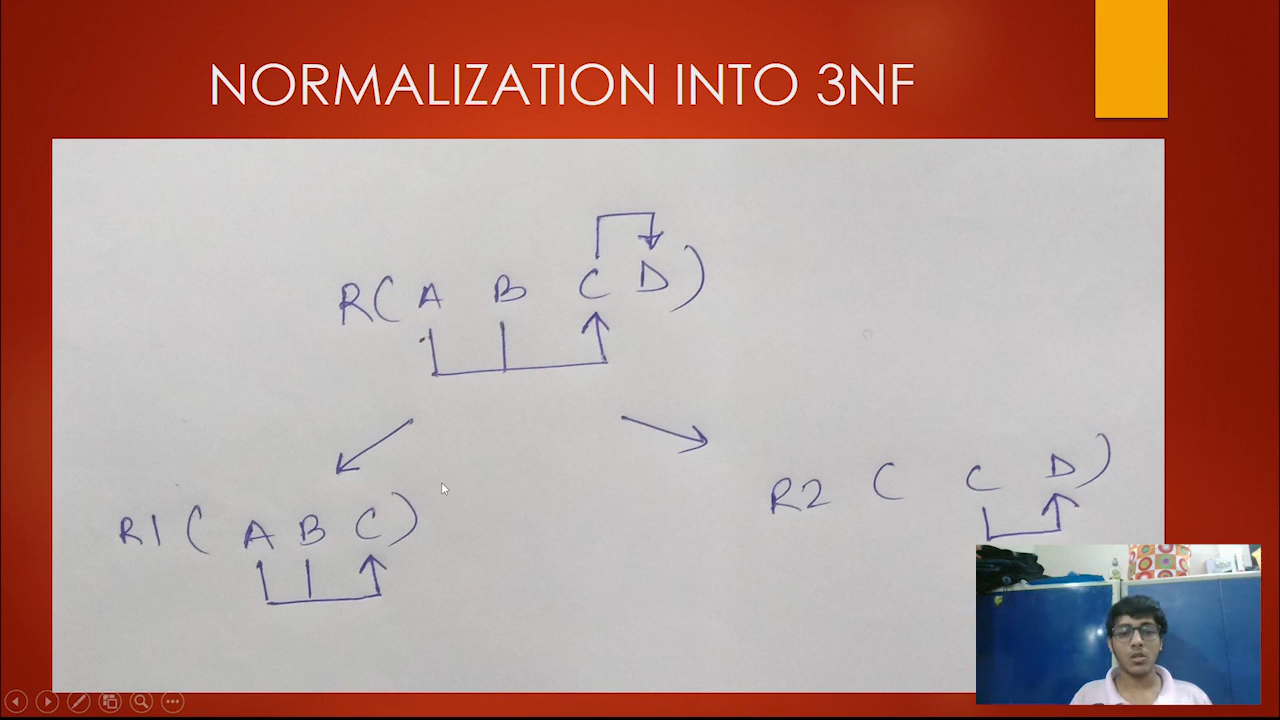 NORMALIZATION INTO 3NF
R(A B C D)
R1(A B C)
R2 (C D)